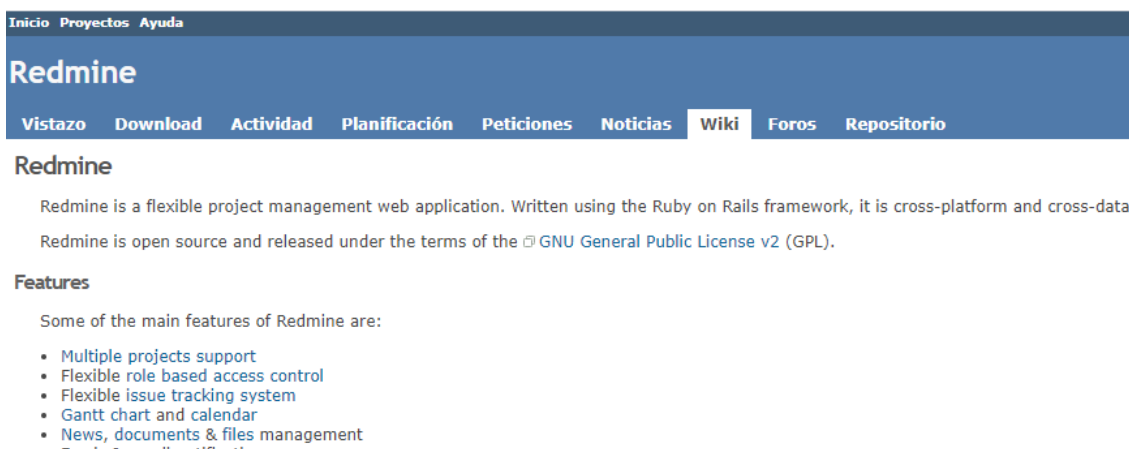 Inicio Proyectos Ayuda
Redmine
Vistazo Download Actividad Planificación Peticiones Noticias Wiki Foros Repositorio
Redmine
Redmine is a flexible project management web application. Written using the Ruby on Rails framework, it is cross-platform and cross-data
Redmine is open source and released under the terms of the GNU General Public License v2 (GPL).
Features
Some of the main features of Redmine are:
• Multiple projects support
• Flexible role based access control
• Flexible issue tracking system
• Gantt chart and calendar
• News, documents & files management